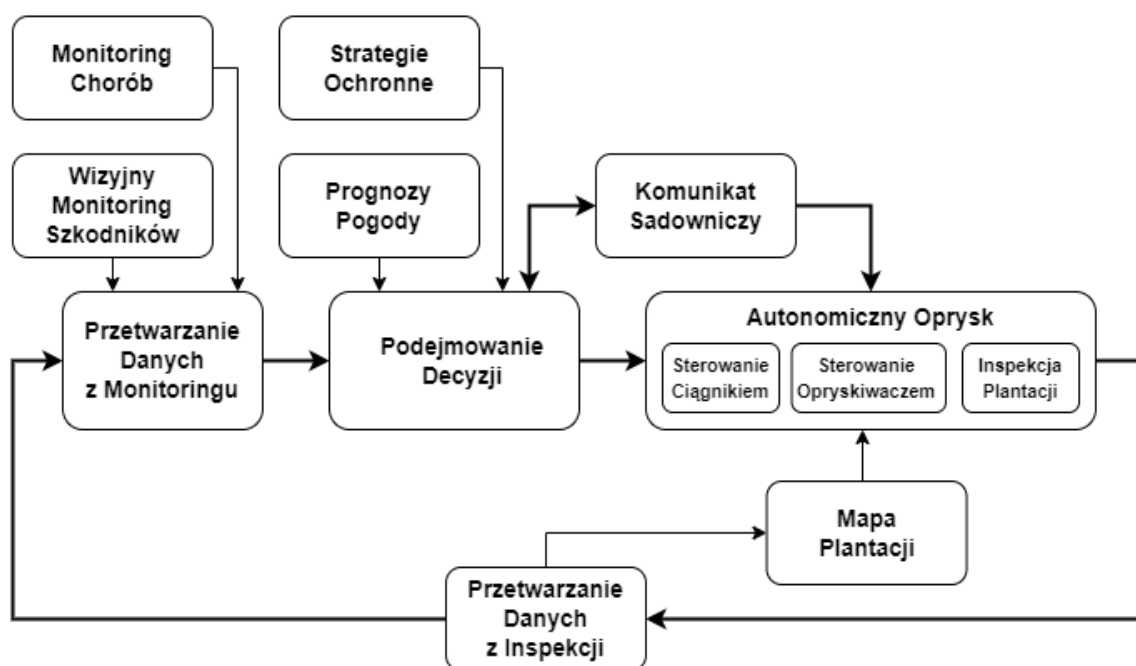 Monitoring
Chorób
Strategie
Ochronne
Wizyjny
Monitoring
Szkodników
Prognozy
Pogody
Komunikat
Sadowniczy
Przetwarzanie
Danych
z Monitoringu
Podejmowanie
Decyzji
Autonomiczny Oprysk
Sterowanie
Ciągnikiem
Sterowanie
Opryskiwaczem
Inspekcja
Plantacji
Mapa
Plantacji
Przetwarzanie
Danych
z Inspekcji